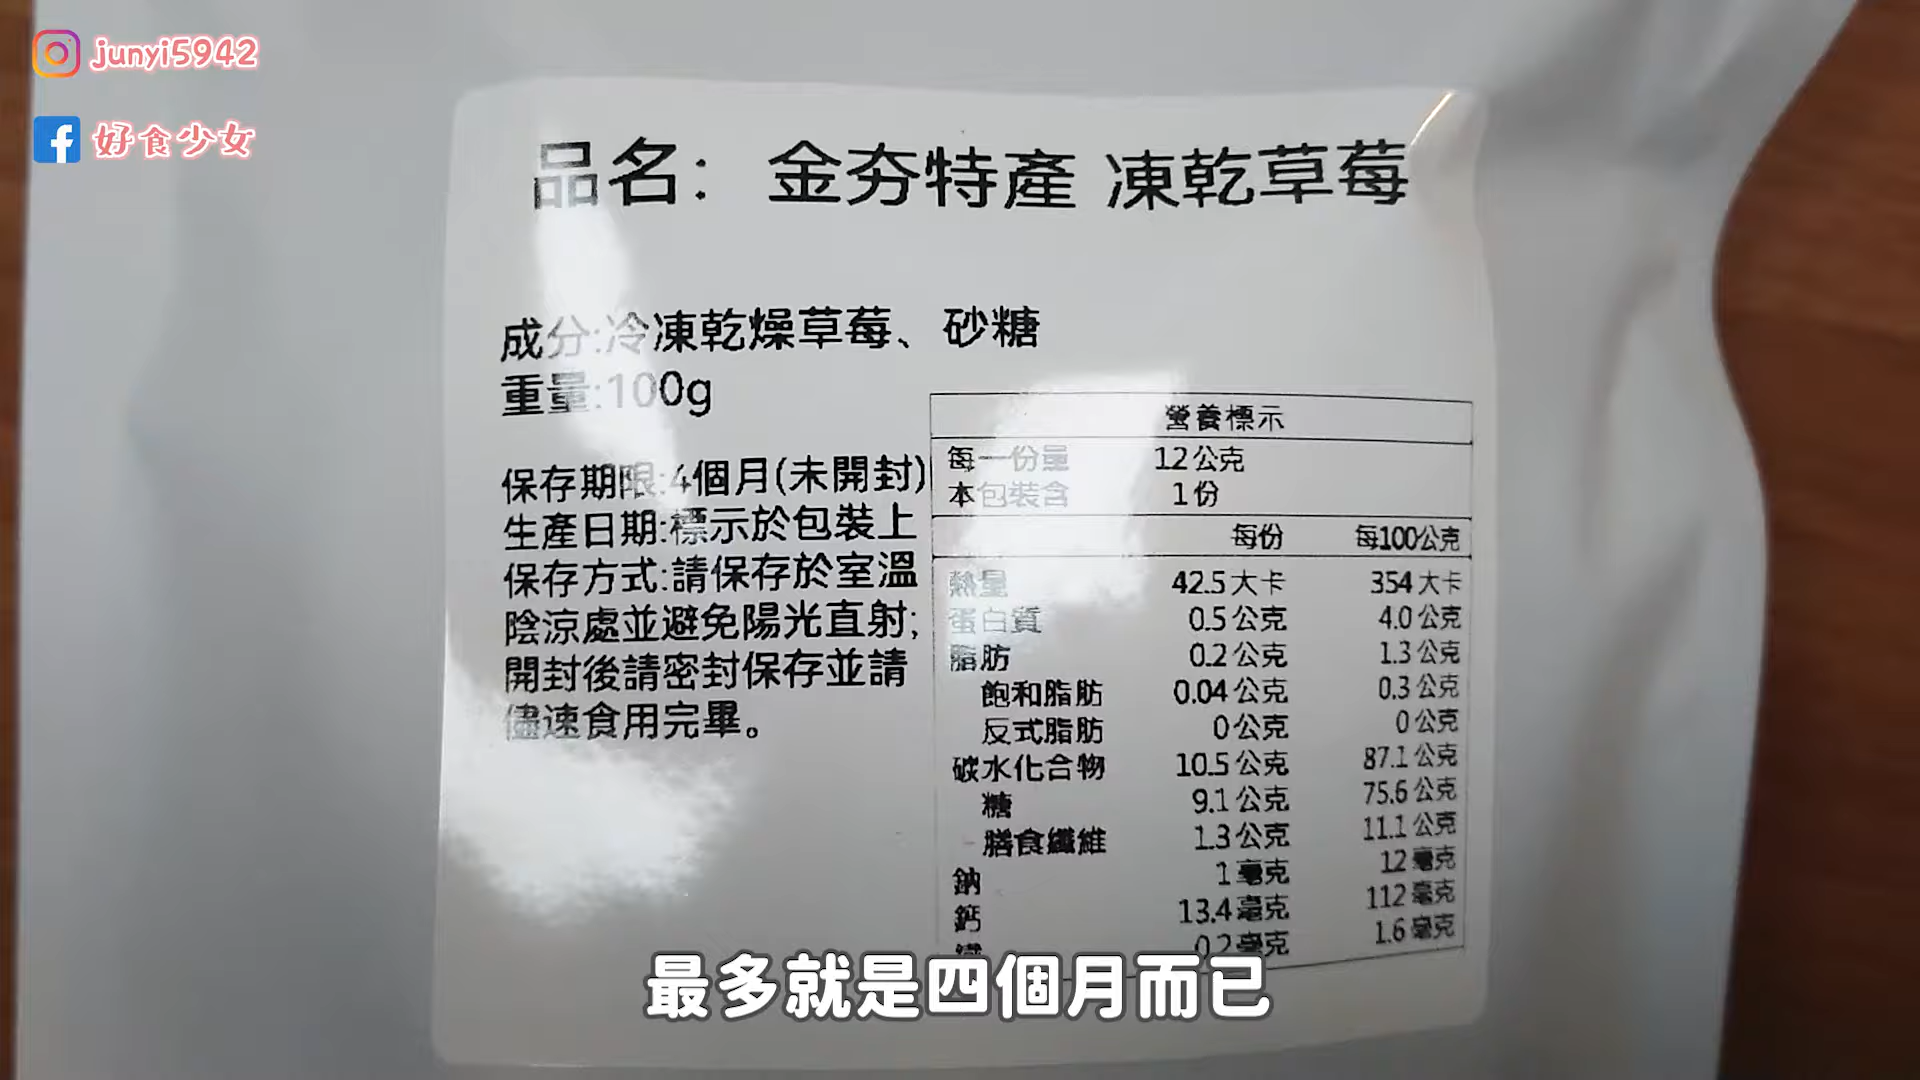 junyi5942
好食少女
品名: 金夯特產 凍乾草莓
成分:冷凍乾燥草莓、砂糖
重量:100g
保存期限:4個月(未開封)
生產日期:標示於包裝上
保存方式:請保存於室溫
陰涼處並避免陽光直射;
開封後請密封保存並請
儘速食用完畢。
營養標示
每一份量 12公克
本包裝含 1份
每份 每100公克
熱量 42.5大卡 354大卡
蛋白質 0.5公克 4.0公克
脂肪 0.2公克 1.3公克
飽和脂肪 0.04公克 0.3公克
反式脂肪 0公克 0公克
碳水化合物 10.5公克 87.1公克
糖 9.1公克 75.6公克
膳食纖維 1.3公克 11.1公克
鈉 1毫克 12毫克
鈣 13.4毫克 112毫克
0.2毫克 1.6毫克
最多就是四個月而已